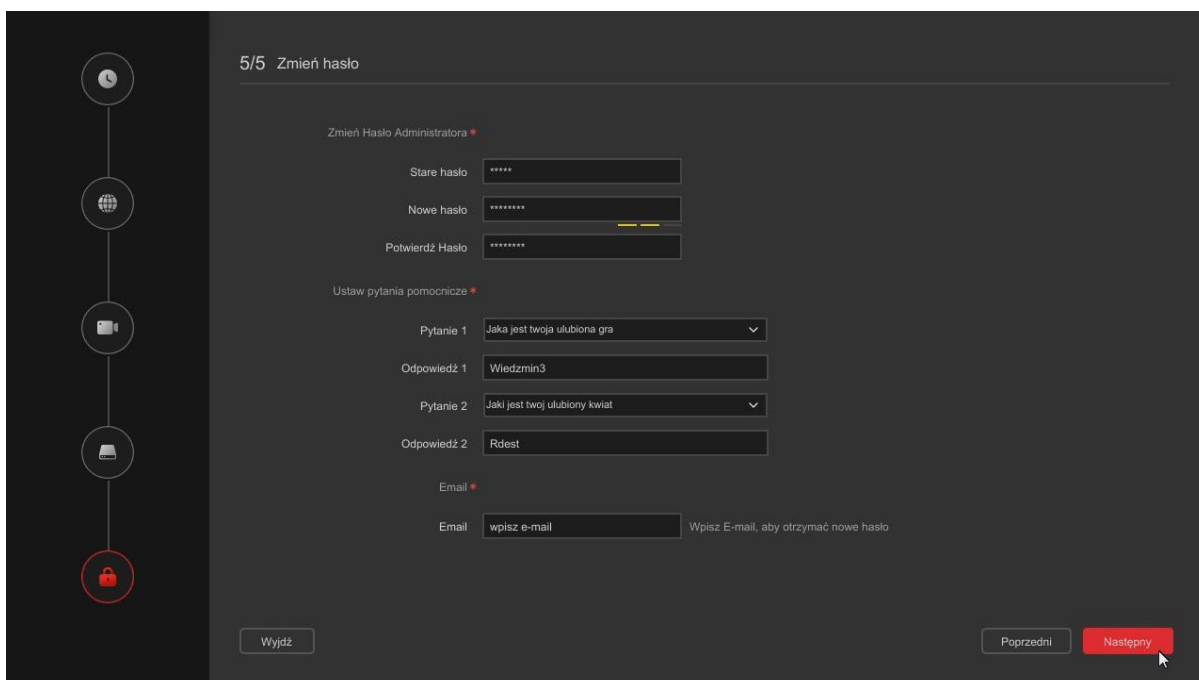 5/5 Zmień hasło
Zmień Hasło Administratora *
Stare hasło *****
Nowe hasło ********
Potwierdź Hasło ********
Ustaw pytania pomocnicze *
Pytanie 1 Jaka jest twoja ulubiona gra
Odpowiedź 1 Wiedzmin3
Pytanie 2 Jaki jest twoj ulubiony kwiat
Odpowiedź 2 Rdest
Email *
Email wpisz e-mail Wpisz E-mail, aby otrzymać nowe hasło
Wyjdź Poprzedni Następny